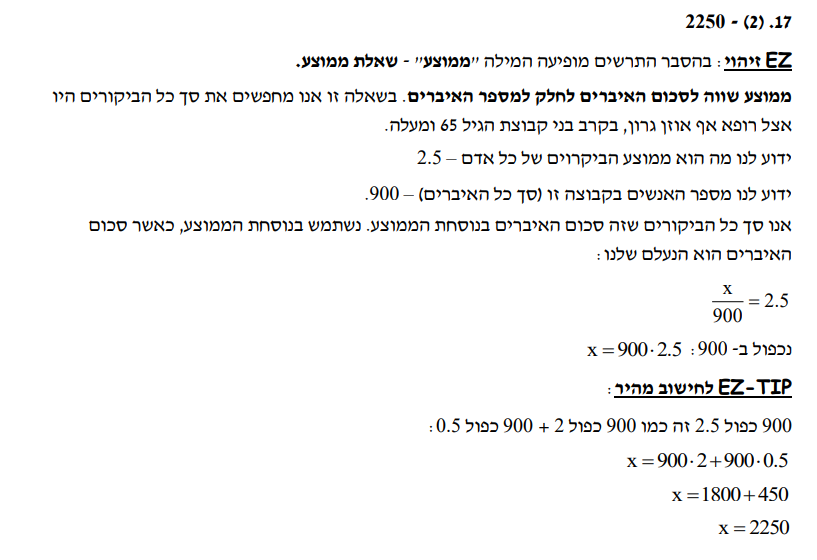 17. (2) - 2250
EZ זיהוי: בהסבר התרשים מופיעה המילה "ממוצע" - שאלת ממוצע.
ממוצע שווה לסכום האיברים לחלק למספר האיברים. בשאלה זו אנו מחפשים את סך כל הביקורים היו
אצל רופא אף אוזן גרון, בקרב בני קבוצת הגיל 65 ומעלה.
ידוע לנו מה הוא ממוצע הביקרוים של כל אדם – 2.5
ידוע לנו מספר האנשים בקבוצה זו (סך כל האיברים) – 900.
אנו סך כל הביקורים שזה סכום האיברים בנוסחת הממוצע. נשתמש בנוסחת הממוצע, כאשר סכום
האיברים הוא הנעלם שלנו:
x/900 = 2.5
נכפול ב- 900: x = 900·2.5
EZ-TIP לחישוב מהיר:
900 כפול 2.5 זה כמו 900 כפול 2 + 900 כפול 0.5:
x = 900·2+900·0.5
x = 1800+450
x = 2250